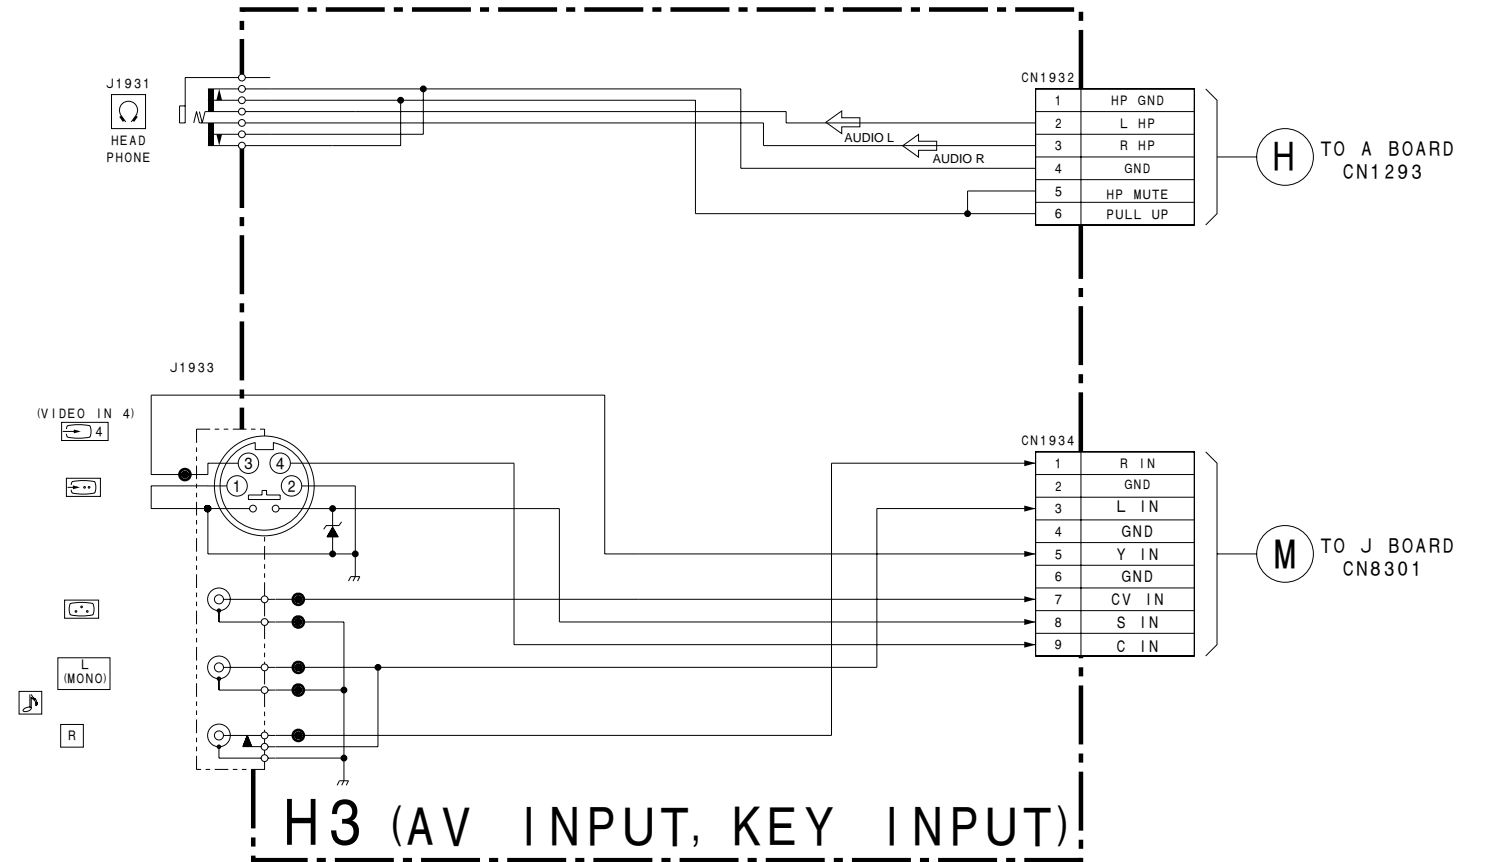 J1931
HEAD
PHONE
AUDIO L
AUDIO R
CN1932
1 HP GND
2 L HP
3 R HP
4 GND
5 HP MUTE
6 PULL UP
H
TO A BOARD
CN1293
J1933
(VIDEO IN 4)
4
3 4
1 2
CN1934
1 R IN
2 GND
3 L IN
4 GND
5 Y IN
6 GND
7 CV IN
8 S IN
9 C IN
M
TO J BOARD
CN8301
L
(MONO)
R
H3 (AV INPUT, KEY INPUT)